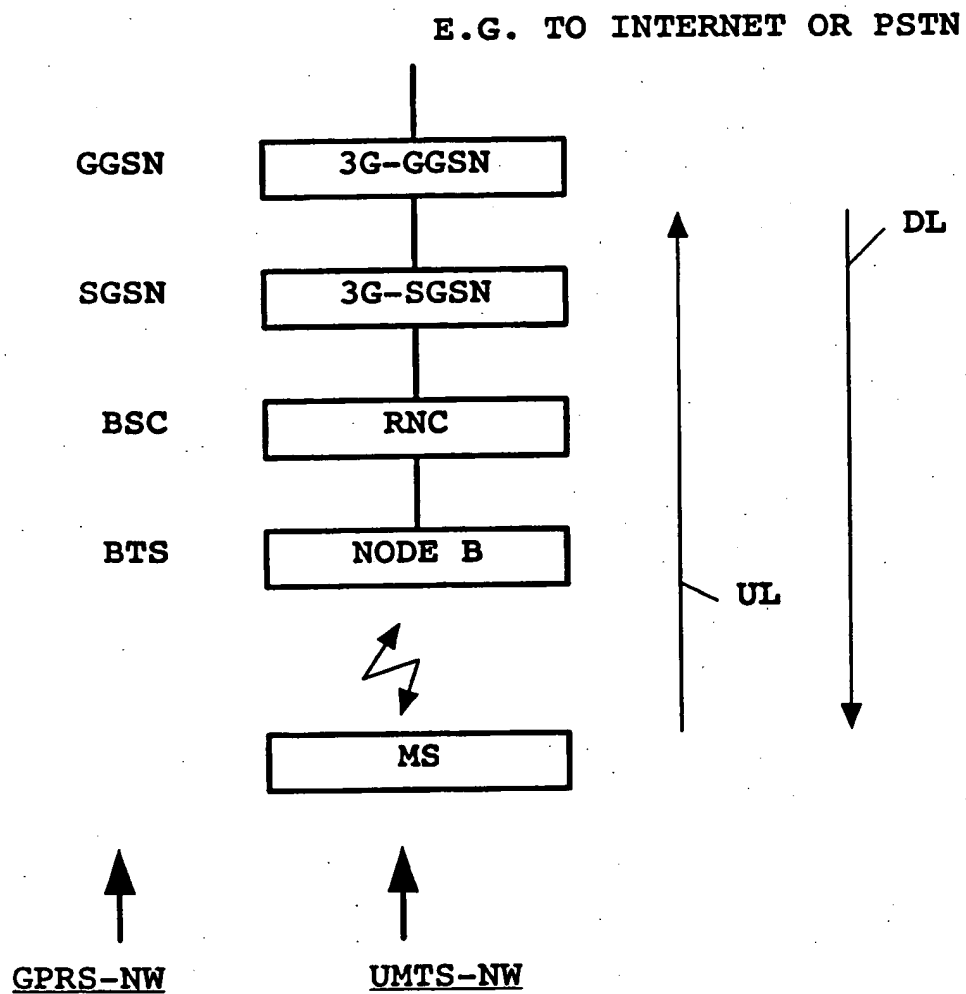 E.G. TO INTERNET OR PSTN
GGSN
3G-GGSN
DL
SGSN
3G-SGSN
BSC
RNC
BTS
NODE B
UL
MS
GPRS-NW
UMTS-NW